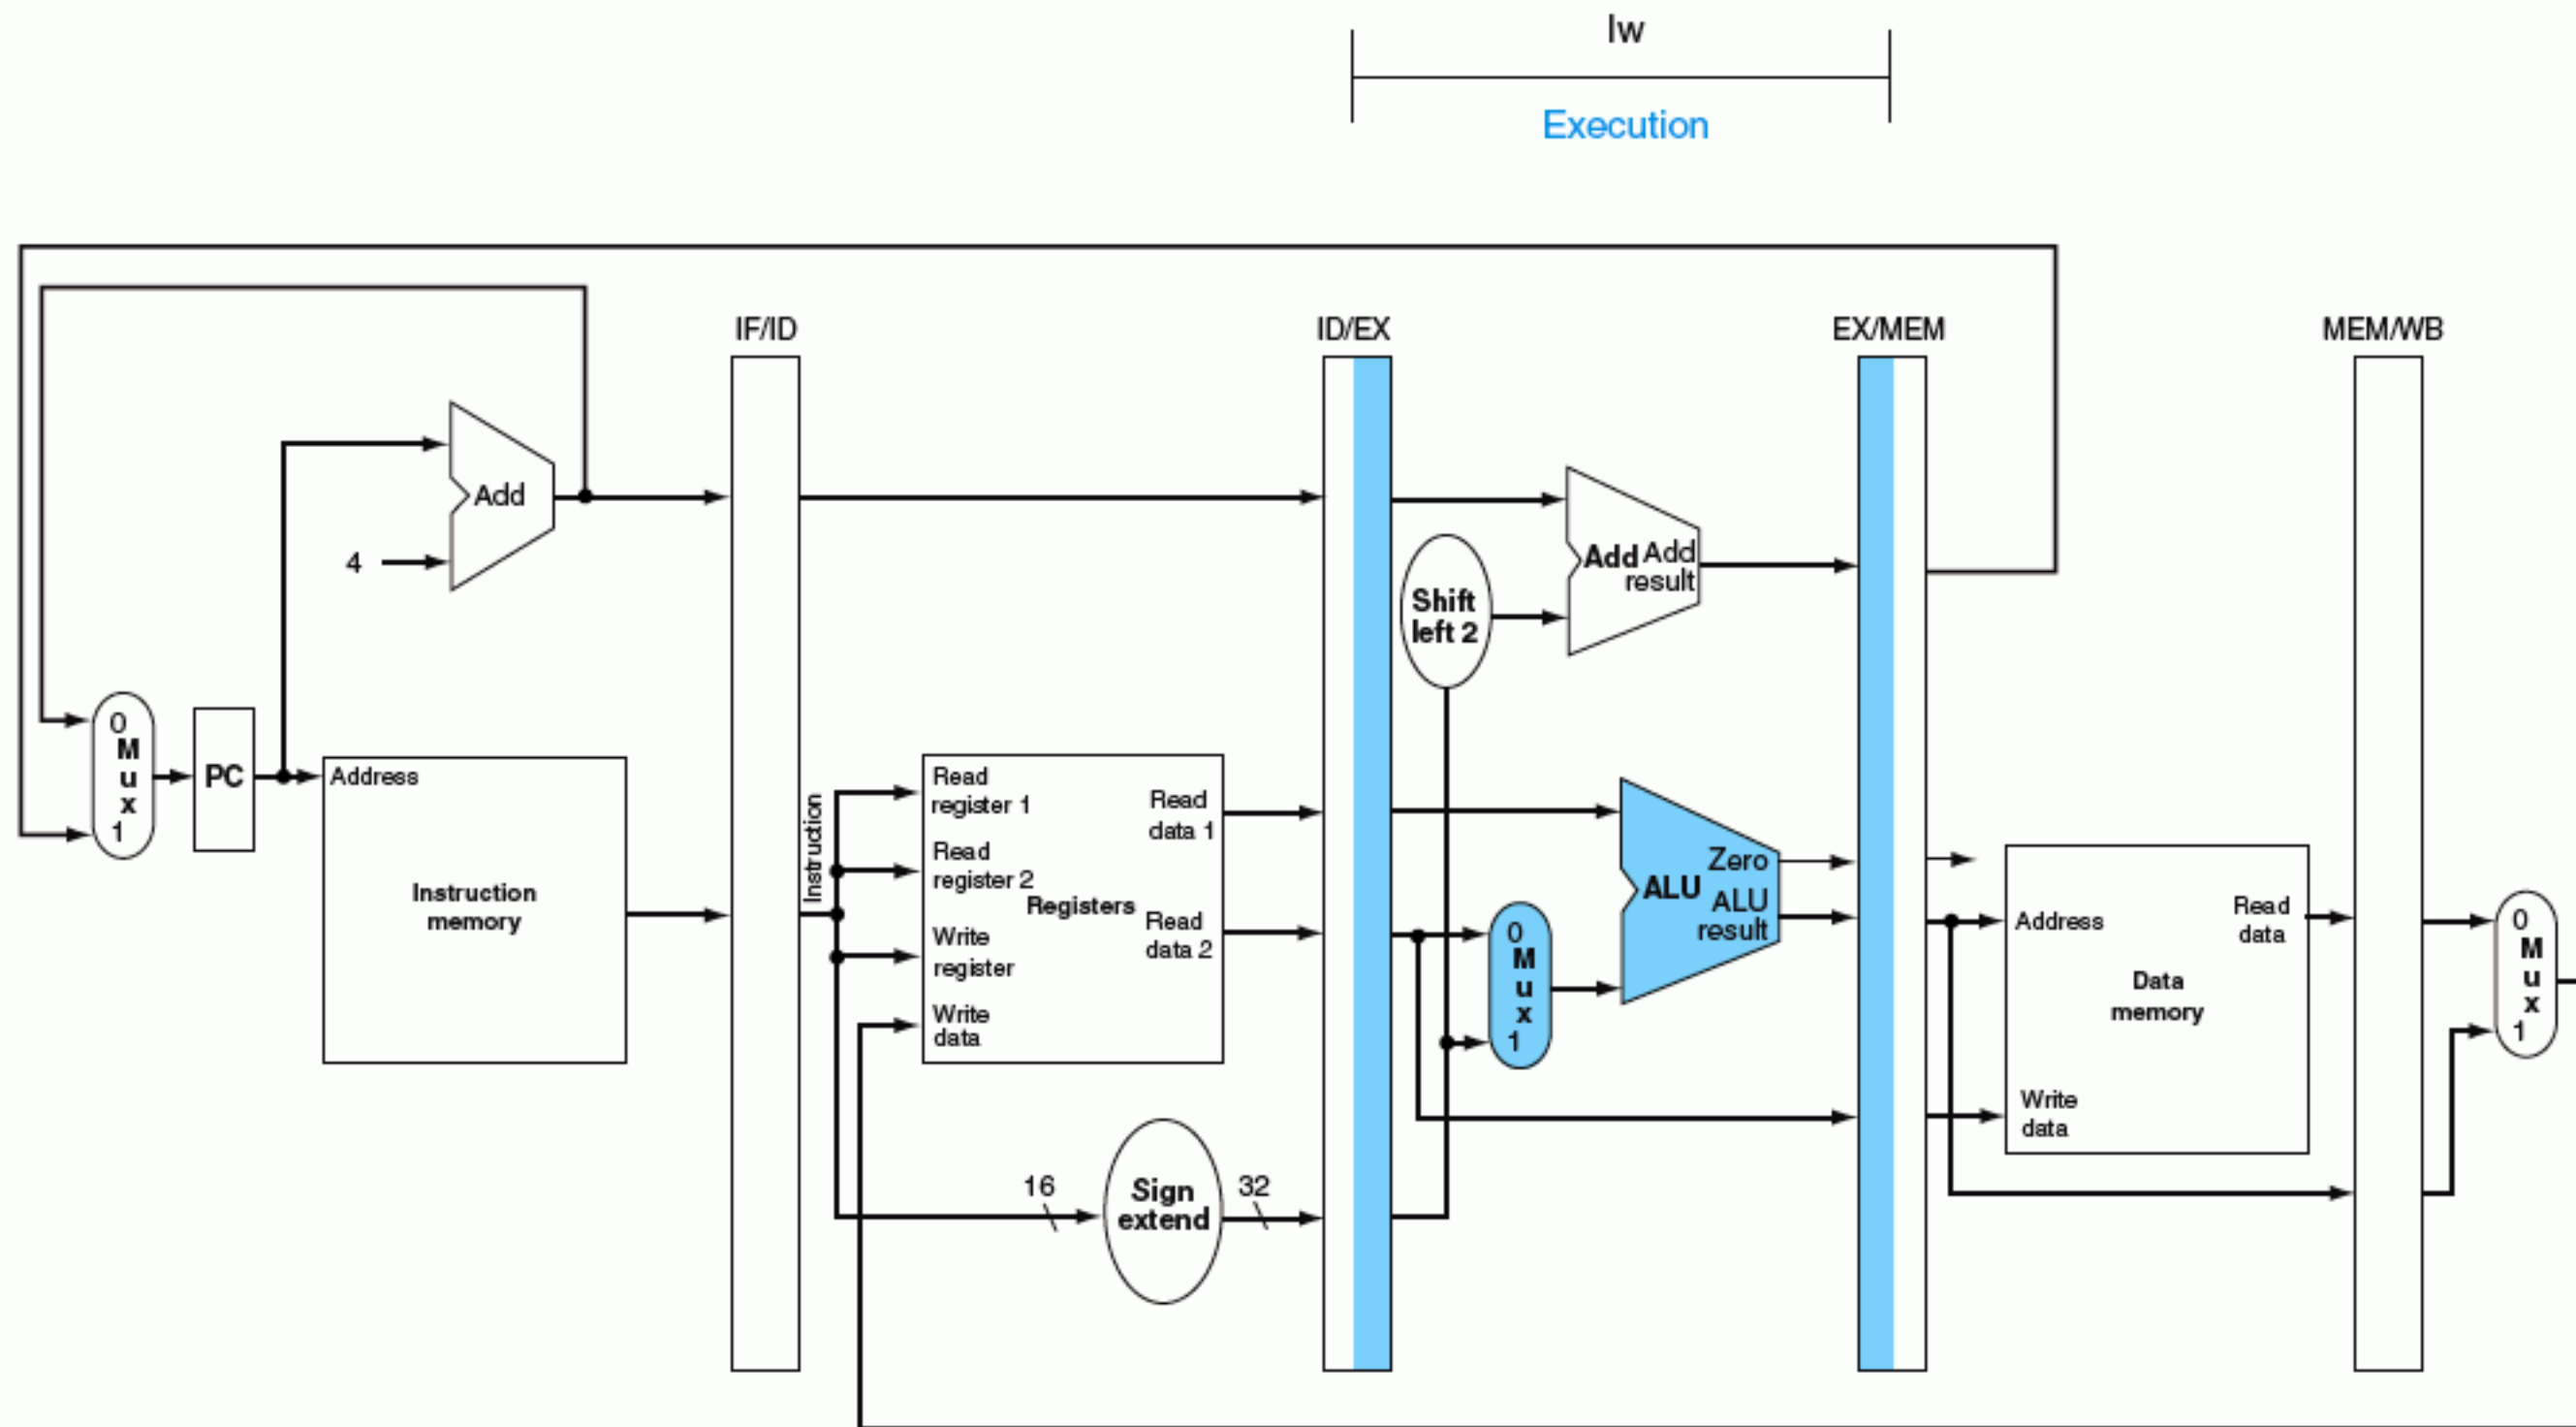 lw
Execution
IF/ID
ID/EX
EX/MEM
MEM/WB
Add
4
Add Add
result
Shift
left 2
0
M
u
x
1
PC
Address
Instruction
memory
Instruction
Read
register 1
Read
register 2
Write
register
Write
data
Registers
Read
data 1
Read
data 2
16
Sign
extend
32
0
M
u
x
1
Zero
ALU
ALU
result
Address
Read
data
Data
memory
Write
data
0
M
u
x
1